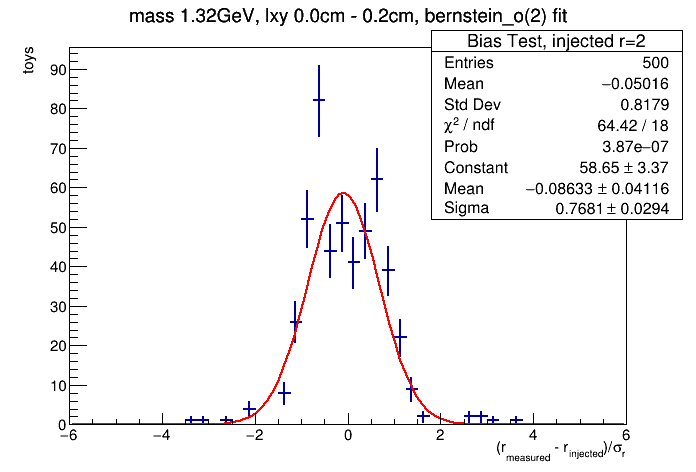 mass 1.32GeV, lxy 0.0cm - 0.2cm, bernstein_o(2) fit
toys
Bias Test, injected r=2
Entries 500
Mean −0.05016
Std Dev 0.8179
χ² / ndf 64.42 / 18
Prob 3.87e−07
Constant 58.65 ± 3.37
Mean −0.08633 ± 0.04116
Sigma 0.7681 ± 0.0294
90
80
70
60
50
40
30
20
10
0
−6 −4 −2 0 2 4 6
(r_measured - r_injected)/σ_r